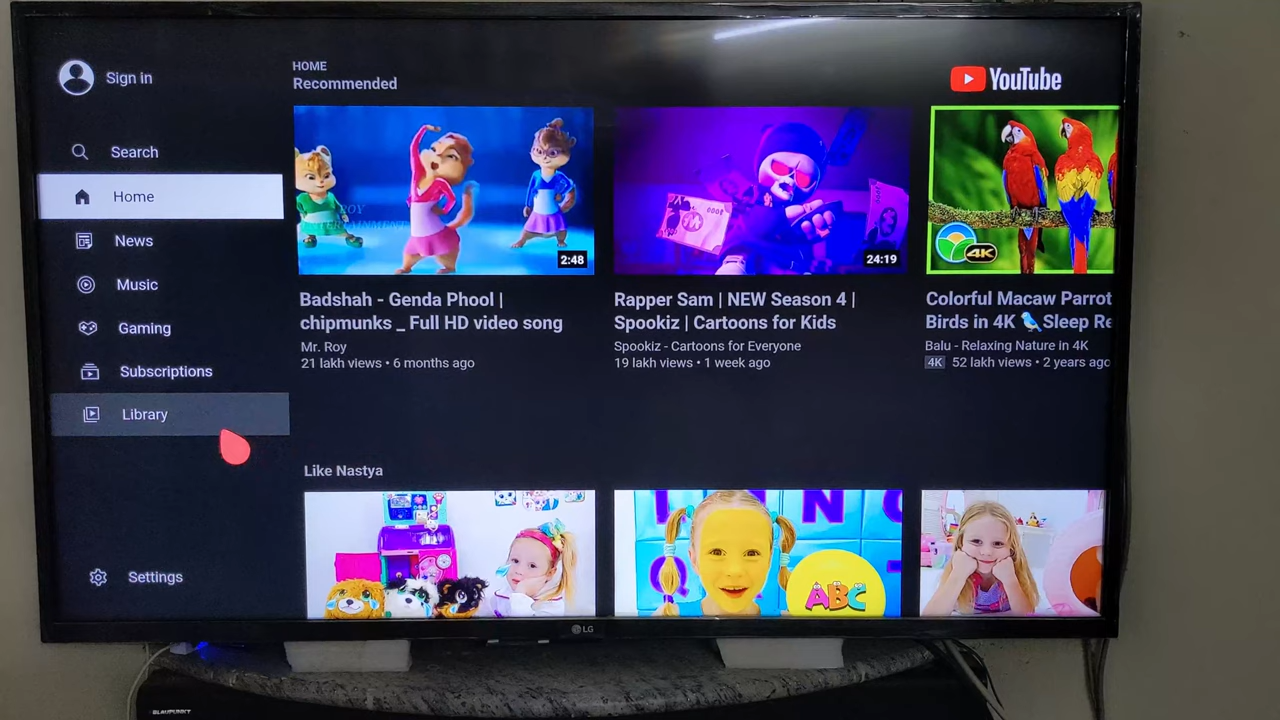 Sign in
Search
Home
News
Music
Gaming
Subscriptions
Library
Settings
HOME
Recommended
YouTube
2:48
Badshah - Genda Phool |
chipmunks _ Full HD video song
Mr. Roy
21 lakh views • 6 months ago
24:19
Rapper Sam | NEW Season 4 |
Spookiz | Cartoons for Kids
Spookiz - Cartoons for Everyone
19 lakh views • 1 week ago
4K
Colorful Macaw Parrot
Birds in 4K 🐦Sleep Re
Balu - Relaxing Nature in 4K
4K 52 lakh views • 2 years ago
Like Nastya
ABC
LG
BLAUPUNKT